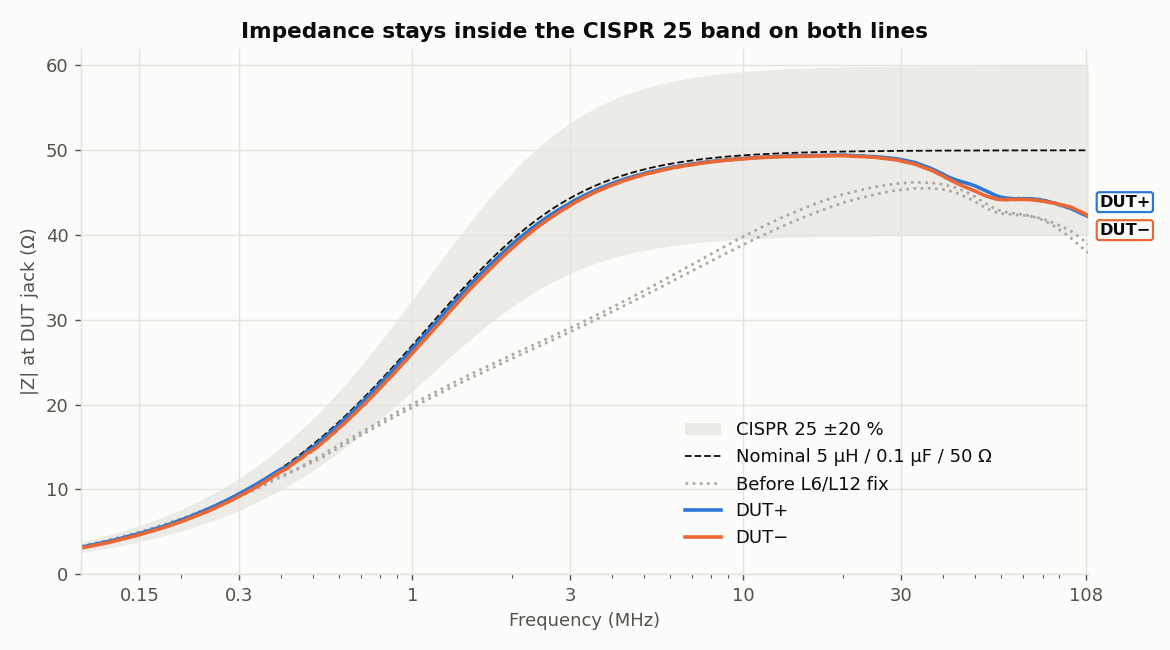 Impedance stays inside the CISPR 25 band on both lines
|Z| at DUT jack (Ω)
60
50
40
30
20
10
0
DUT+
DUT−
CISPR 25 ±20 %
Nominal 5 µH / 0.1 µF / 50 Ω
Before L6/L12 fix
DUT+
DUT−
0.15 0.3 1 3 10 30 108
Frequency (MHz)